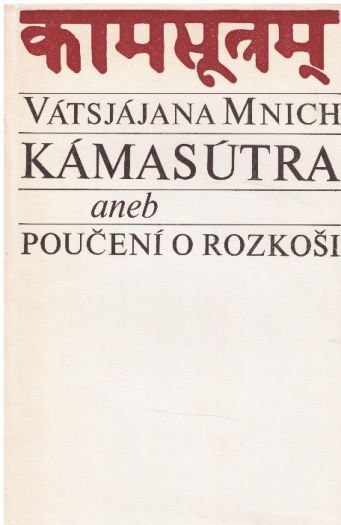 कामसूत्रम्
VÁTSJÁJANA MNICH
KÁMASÚTRA
aneb
POUČENÍ O ROZKOŠI